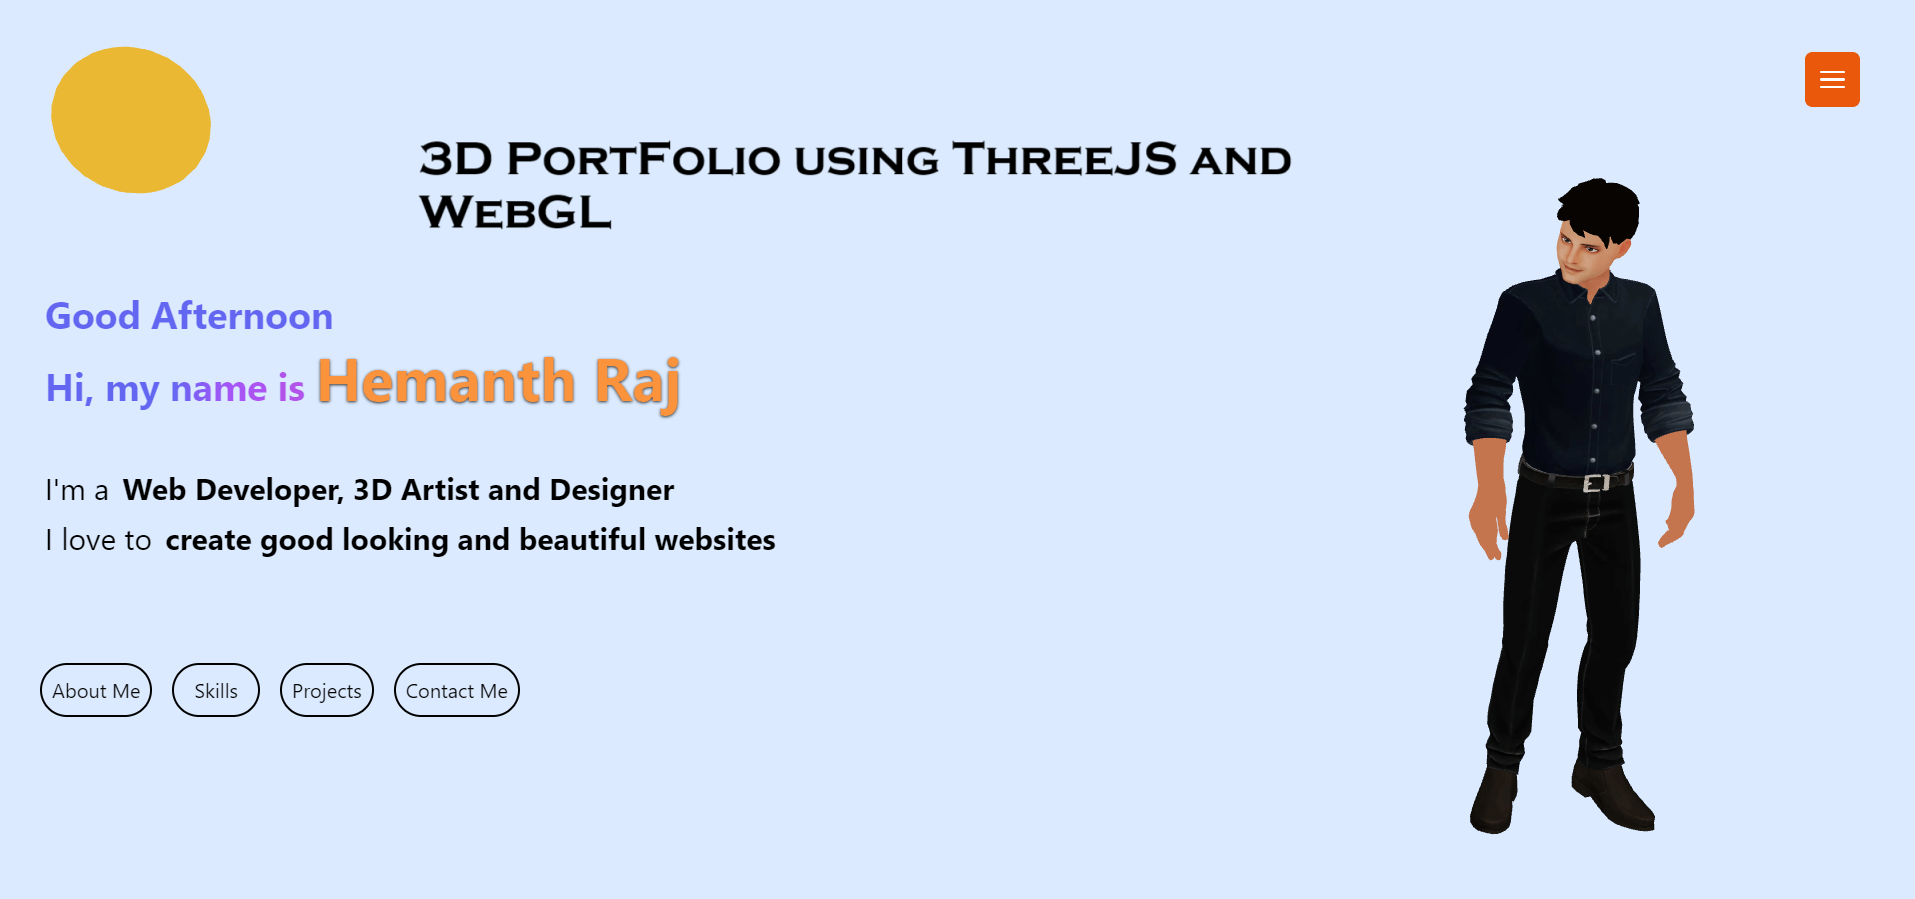 3D PortFolio using ThreeJS and
WebGL
Good Afternoon
Hi, my name is Hemanth Raj
I'm a Web Developer, 3D Artist and Designer
I love to create good looking and beautiful websites
About Me Skills Projects Contact Me